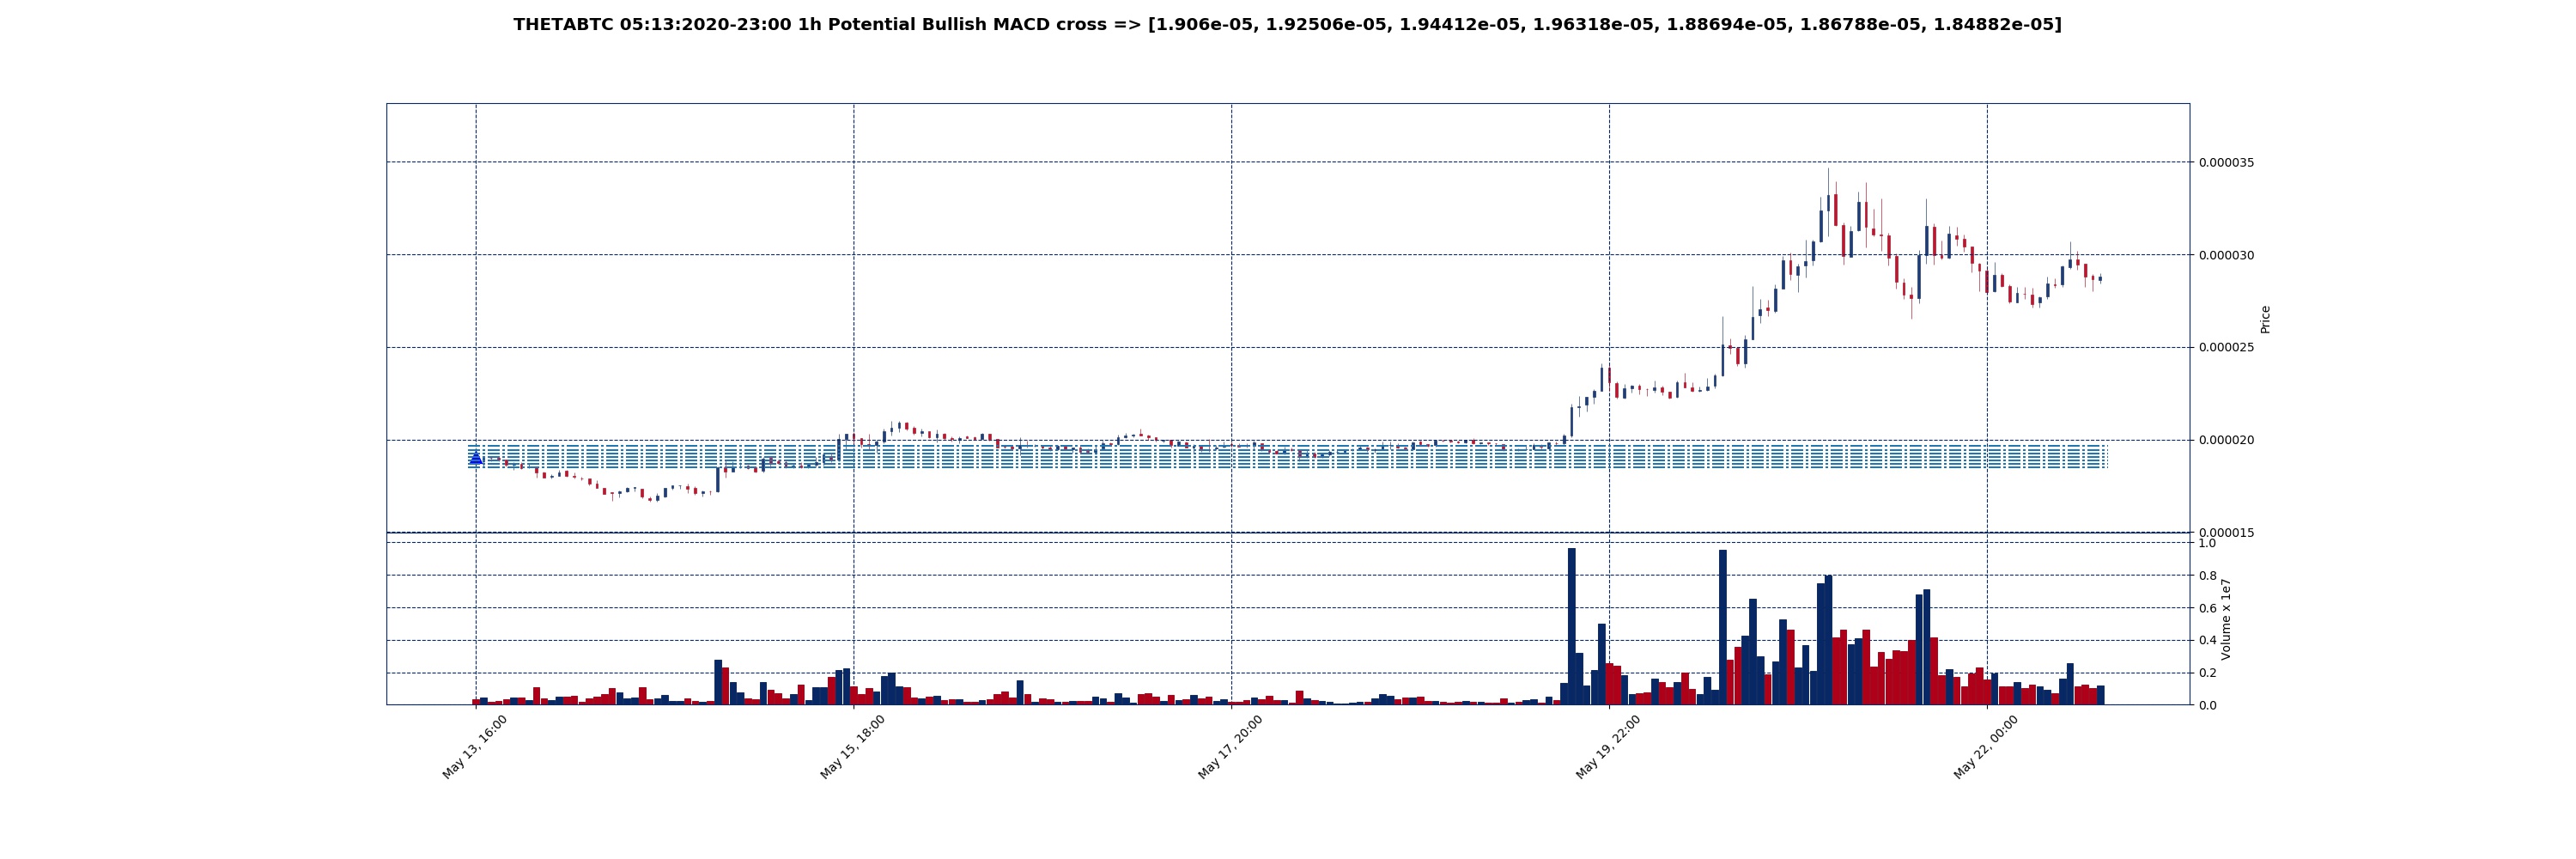 THETABTC 05:13:2020-23:00 1h Potential Bullish MACD cross => [1.906e-05, 1.92506e-05, 1.94412e-05, 1.96318e-05, 1.88694e-05, 1.86788e-05, 1.84882e-05]
0.000035
0.000030
0.000025
0.000020
0.000015
Price
1.0
0.8
0.6
0.4
0.2
0.0
Volume x 1e7
May 13, 16:00
May 15, 18:00
May 17, 20:00
May 19, 22:00
May 22, 00:00